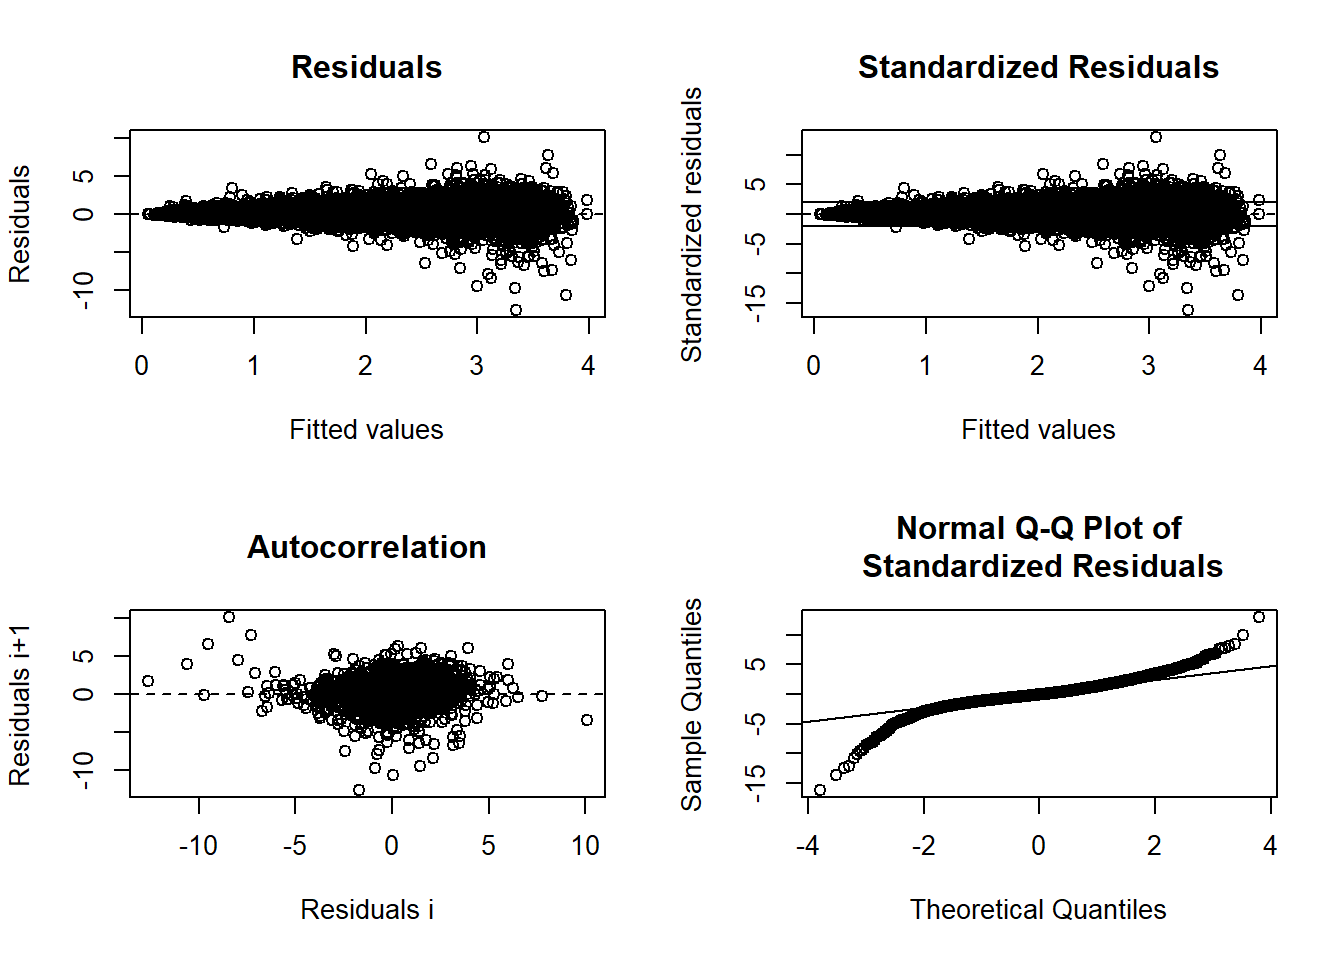 Residuals
Residuals
5
0
-10
0 1 2 3 4
Fitted values
Standardized Residuals
Standardized residuals
5
-5
-15
0 1 2 3 4
Fitted values
Autocorrelation
Residuals i+1
5
0
-10
-10 -5 0 5 10
Residuals i
Normal Q-Q Plot of
Standardized Residuals
Sample Quantiles
5
-5
-15
-4 -2 0 2 4
Theoretical Quantiles